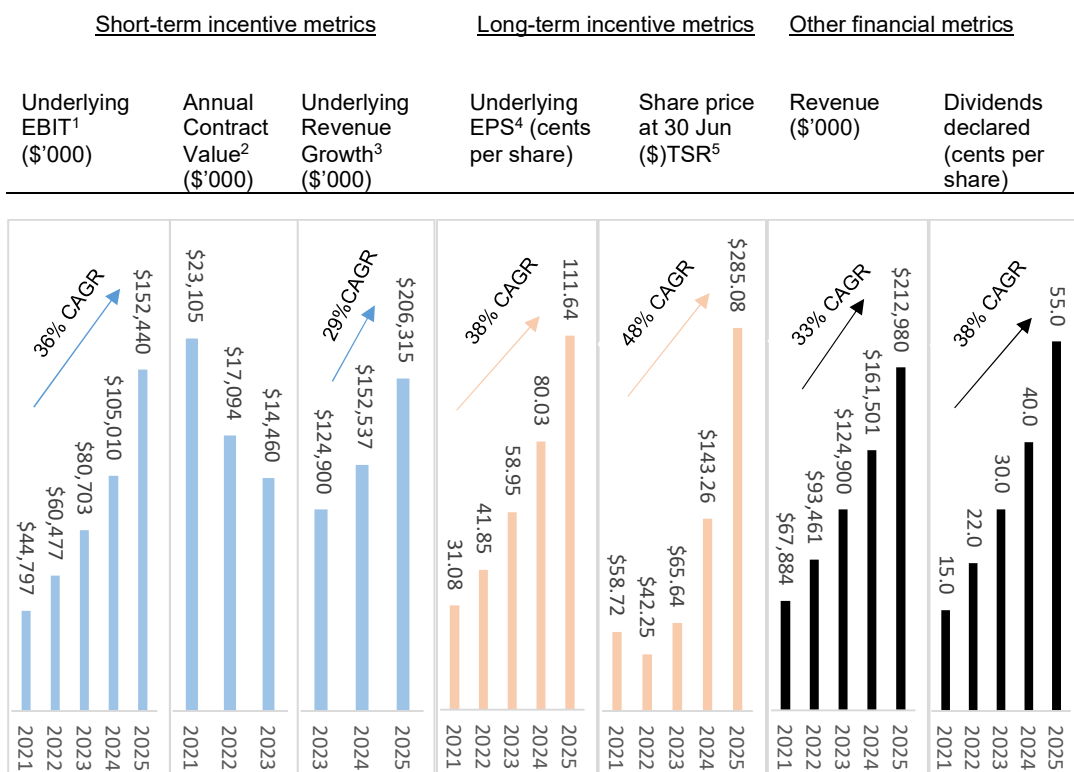 Short-term incentive metrics
Long-term incentive metrics
Other financial metrics
Underlying
EBIT1
($’000)
Annual
Contract
Value2
($’000)
Underlying
Revenue
Growth3
($’000)
Underlying
EPS4 (cents
per share)
Share price
at 30 Jun
($)TSR5
Revenue
($’000)
Dividends
declared
(cents per
share)
36% CAGR
$44,797
$60,477
$80,703
$105,010
$152,440
2021
2022
2023
2024
2025
$23,105
$17,094
$14,460
2021
2022
2023
29%CAGR
$124,900
$152,537
$206,315
2023
2024
2025
38% CAGR
31.08
41.85
58.95
80.03
111.64
2021
2022
2023
2024
2025
48% CAGR
$58.72
$42.25
$65.64
$143.26
$285.08
2021
2022
2023
2024
2025
33% CAGR
$67,884
$93,461
$124,900
$161,501
$212,980
2021
2022
2023
2024
2025
38% CAGR
15.0
22.0
30.0
40.0
55.0
2021
2022
2023
2024
2025